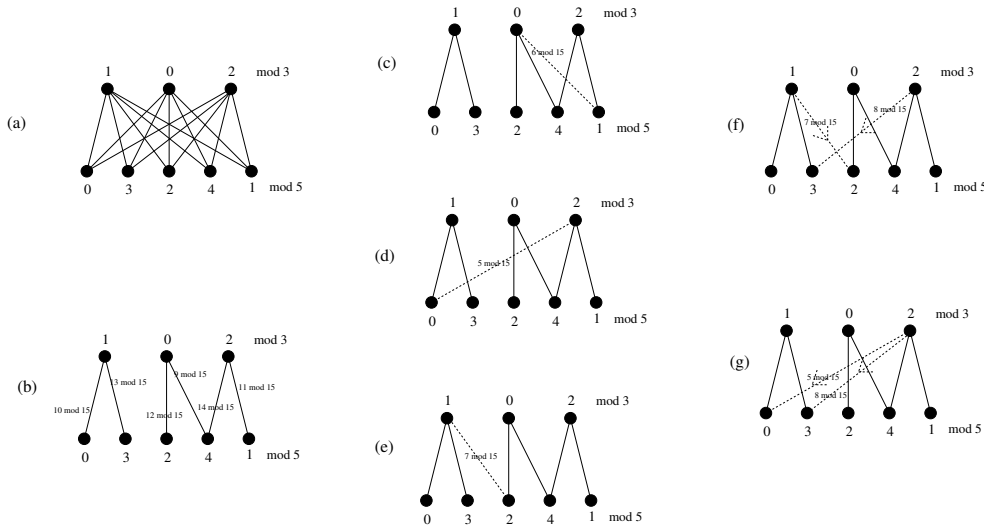 (a)
1 0 2 mod 3
0 3 2 4 1 mod 5
(b)
1 0 2 mod 3
13 mod 15 9 mod 15 11 mod 15
10 mod 15 12 mod 15 14 mod 15
0 3 2 4 1 mod 5
(c)
1 0 2 mod 3
6 mod 15
0 3 2 4 1 mod 5
(d)
1 0 2 mod 3
5 mod 15
0 3 2 4 1 mod 5
(e)
1 0 2 mod 3
7 mod 15
0 3 2 4 1 mod 5
(f)
1 0 2 mod 3
7 mod 15 8 mod 15
0 3 2 4 1 mod 5
(g)
1 0 2 mod 3
5 mod 15
8 mod 15
0 3 2 4 1 mod 5